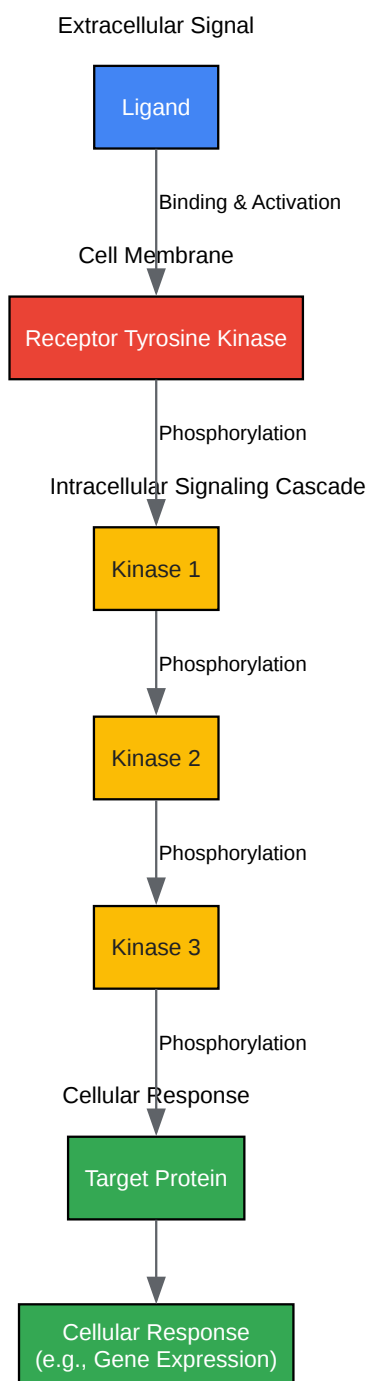 Extracellular Signal
Ligand
Binding & Activation
Cell Membrane
Receptor Tyrosine Kinase
Phosphorylation
Intracellular Signaling Cascade
Kinase 1
Phosphorylation
Kinase 2
Phosphorylation
Kinase 3
Phosphorylation
Cellular Response
Target Protein
Cellular Response
(e.g., Gene Expression)